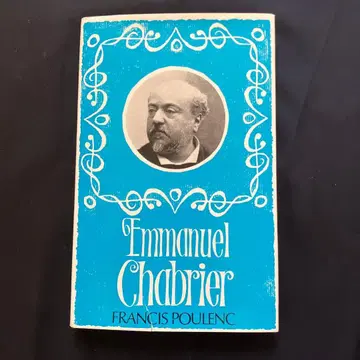 Emmanuel
Chabrier
FRANCIS POULENC